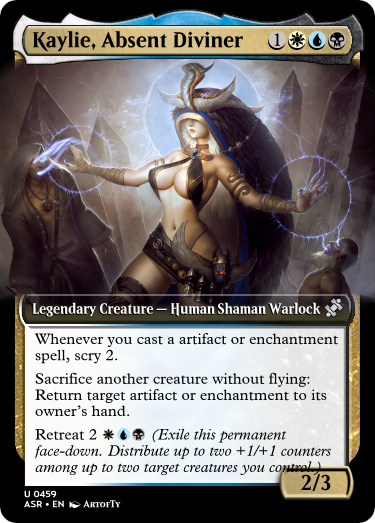 Kaylie, Absent Diviner 1
Legendary Creature — Human Shaman Warlock
Whenever you cast a artifact or enchantment
spell, scry 2.
Sacrifice another creature without flying:
Return target artifact or enchantment to its
owner's hand.
Retreat 2 (Exile this permanent
face-down. Distribute up to two +1/+1 counters
among up to two target creatures you control.)
2/3
U 0459
ASR • EN ArtofTy